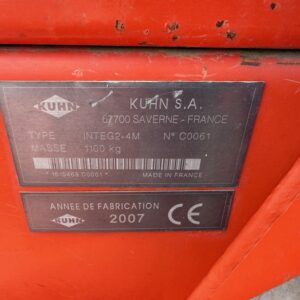 KUHN
KUHN S.A.
67700 SAVERNE - FRANCE
TYPE INTEG2-4M N° C0061
MASSE 1100 kg
MADE IN FRANCE
KUHN
ANNEE DE FABRICATION
2007 CE